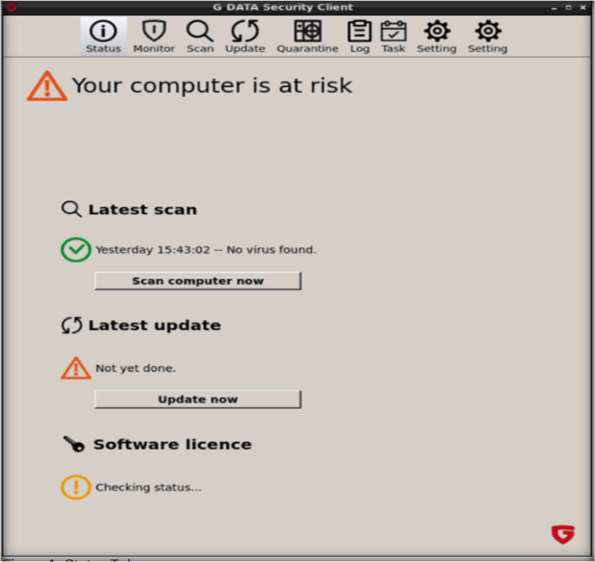 G DATA Security Client
Status Monitor Scan Update Quarantine Log Task Setting Setting
Your computer is at risk
Latest scan
Yesterday 15:43:02 -- No virus found.
Scan computer now
Latest update
Not yet done.
Update now
Software licence
Checking status...